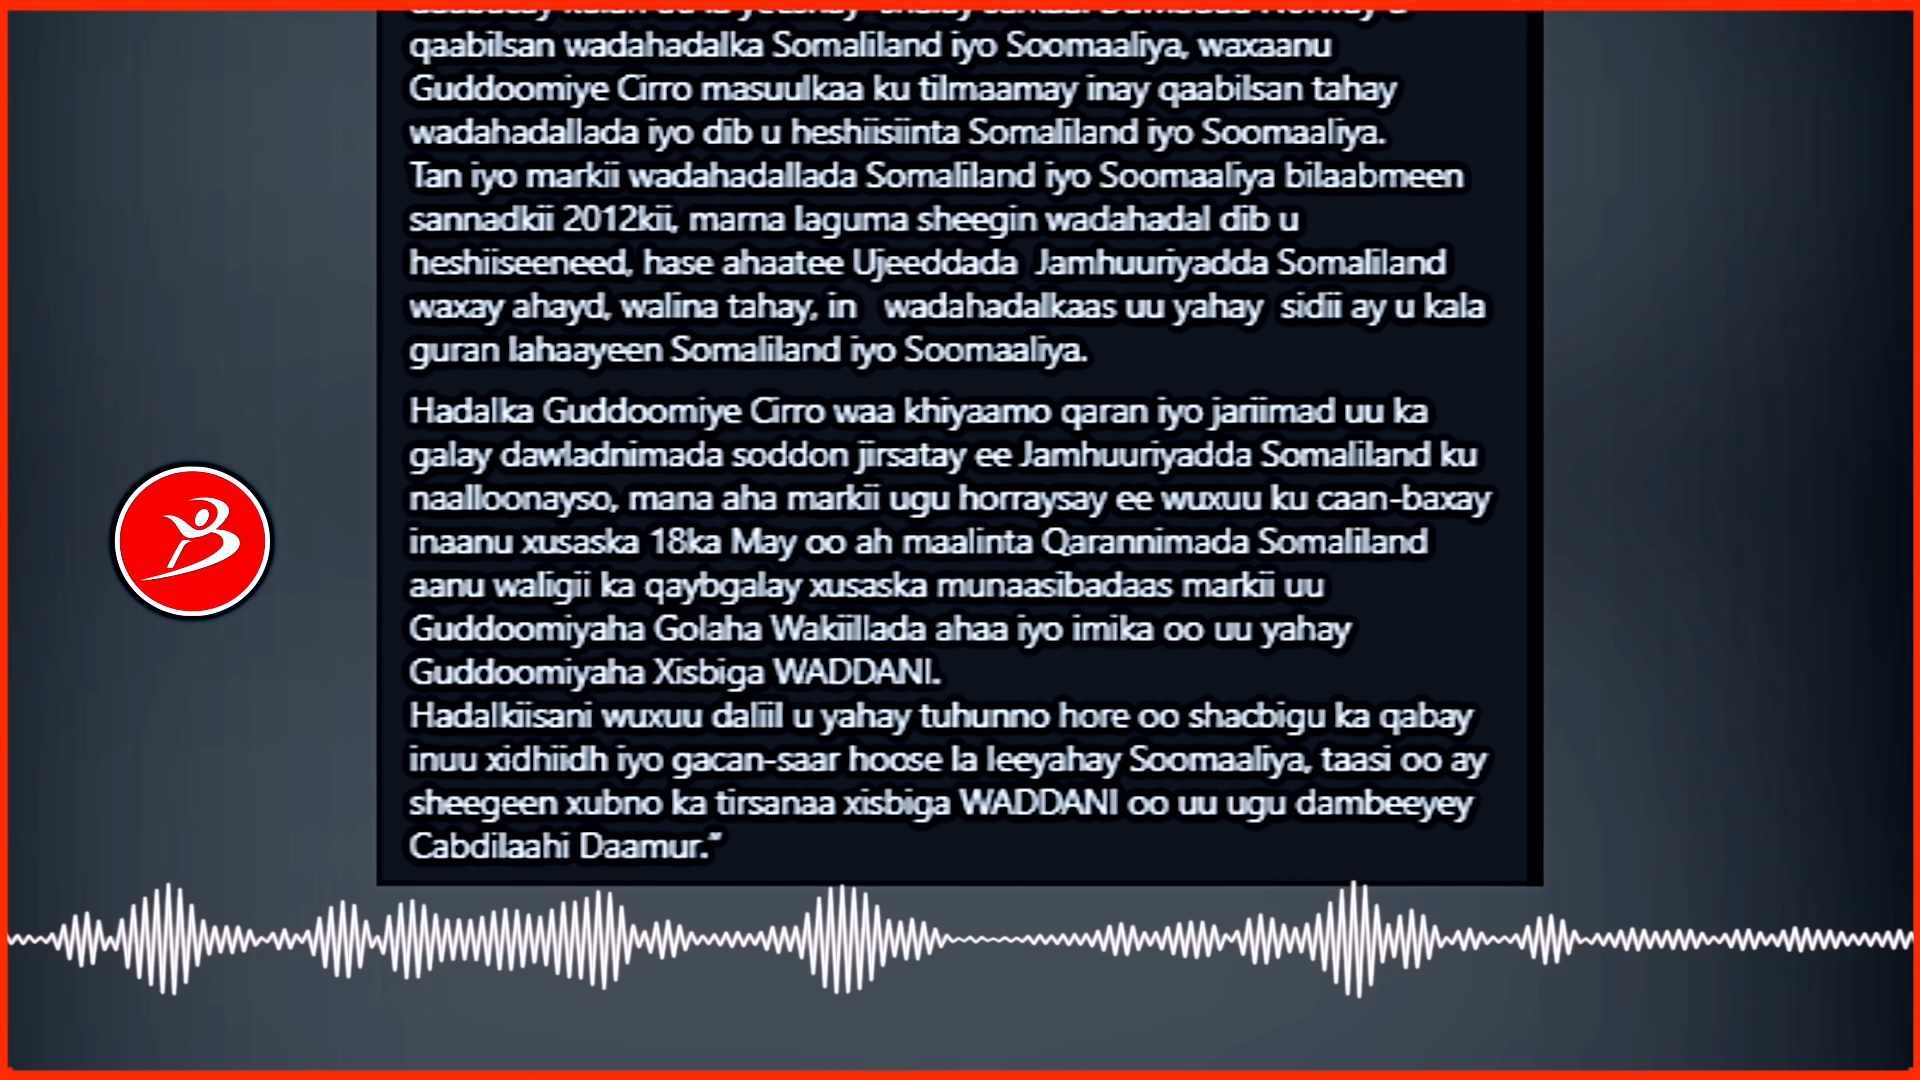 qaabilsan wadahadalka Somaliland iyo Soomaaliya, waxaanu
Guddoomiye Cirro masuulkaa ku tilmaamay inay qaabilsan tahay
wadahadallada iyo dib u heshiisiinta Somaliland iyo Soomaaliya.
Tan iyo markii wadahadallada Somaliland iyo Soomaaliya bilaabmeen
sannadkii 2012kii, marna laguma sheegin wadahadal dib u
heshiiseeneed, hase ahaatee Ujeeddada Jamhuuriyadda Somaliland
waxay ahayd, walina tahay, in wadahadalkaas uu yahay sidii ay u kala
guran lahaayeen Somaliland iyo Soomaaliya.
Hadalka Guddoomiye Cirro waa khiyaamo qaran iyo jariimad uu ka
galay dawladnimada soddon jirsatay ee Jamhuuriyadda Somaliland ku
naalloonayso, mana aha markii ugu horraysay ee wuxuu ku caan-baxay
inaanu xusaska 18ka May oo ah maalinta Qarannimada Somaliland
aanu waligii ka qaybgalay xusaska munaasibadaas markii uu
Guddoomiyaha Golaha Wakiillada ahaa iyo imika oo uu yahay
Guddoomiyaha Xisbiga WADDANI.
Hadalkiisani wuxuu daliil u yahay tuhunno hore oo shacbigu ka qabay
inuu xidhiidh iyo gacan-saar hoose la leeyahay Soomaaliya, taasi oo ay
sheegeen xubno ka tirsanaa xisbiga WADDANI oo uu ugu dambeeyey
Cabdilaahi Daamur.”